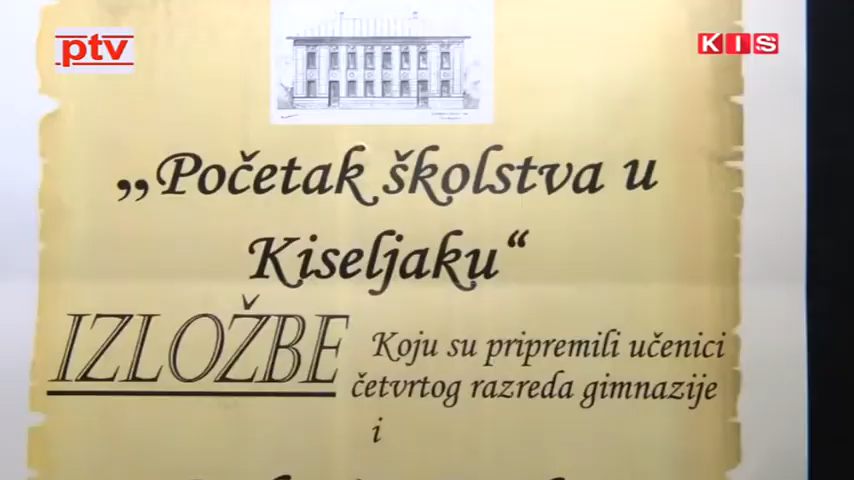 ptv
KIS
„Početak školstva u
Kiseljaku“
IZLOŽBE
Koju su pripremili učenici
četvrtog razreda gimnazije
i